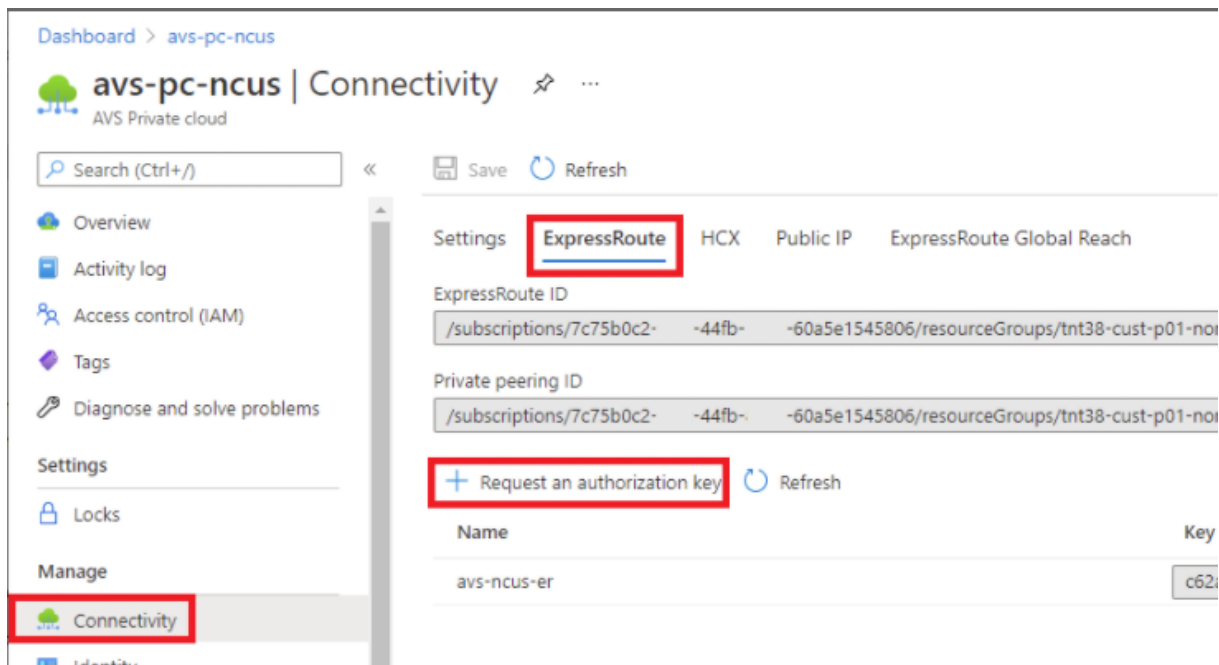 Dashboard > avs-pc-ncus
avs-pc-ncus | Connectivity ...
AVS Private cloud
Search (Ctrl+/)
«
Save Refresh
Overview
Activity log
Access control (IAM)
Tags
Diagnose and solve problems
Settings
Locks
Manage
Connectivity
Identity
Settings ExpressRoute HCX Public IP ExpressRoute Global Reach
ExpressRoute ID
/subscriptions/7c75b0c2- -44fb- -60a5e1545806/resourceGroups/tnt38-cust-p01-nor
Private peering ID
/subscriptions/7c75b0c2- -44fb- -60a5e1545806/resourceGroups/tnt38-cust-p01-nor
+ Request an authorization key Refresh
Name Key
avs-ncus-er c62a